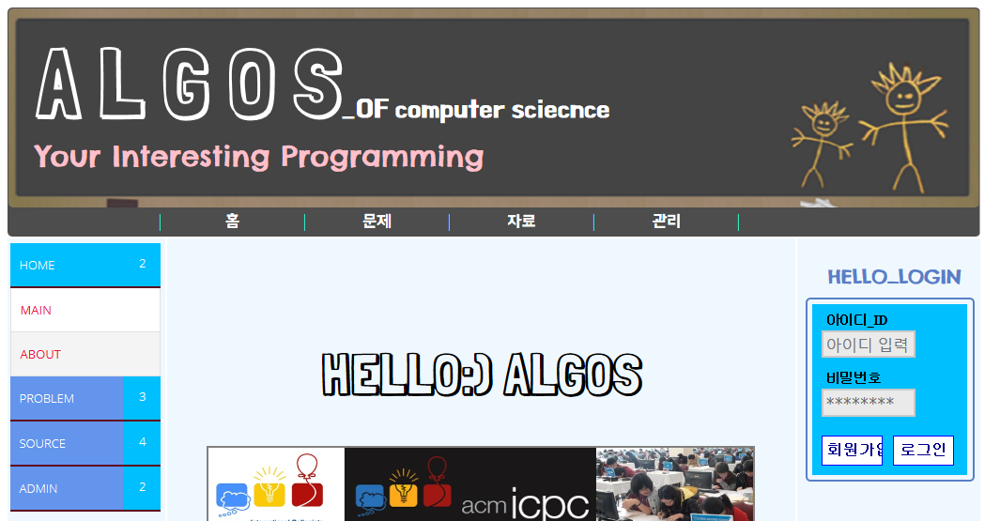 ALGOS_OF computer sciecnce
Your Interesting Programming
홈 문제 자료 관리
HOME 2
MAIN
ABOUT
PROBLEM 3
SOURCE 4
ADMIN 2
HELLO:) ALGOS
acm icpc
HELLO_LOGIN
아이디_ID
아이디 입력
비밀번호
********
회원가입 로그인